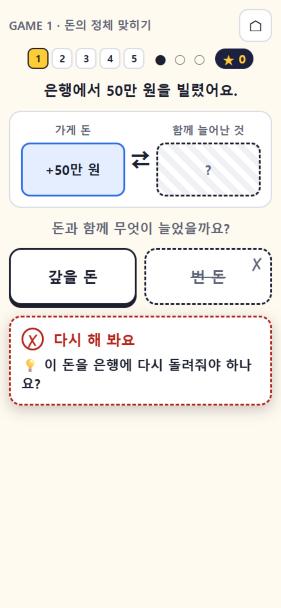 GAME 1 · 돈의 정체 맞히기
1 2 3 4 5 ★ 0
은행에서 50만 원을 빌렸어요.
가게 돈 함께 늘어난 것
+50만 원 ⇄ ?
돈과 함께 무엇이 늘었을까요?
갚을 돈 번 돈 ✗
✗ 다시 해 봐요
💡 이 돈을 은행에 다시 돌려줘야 하나
요?